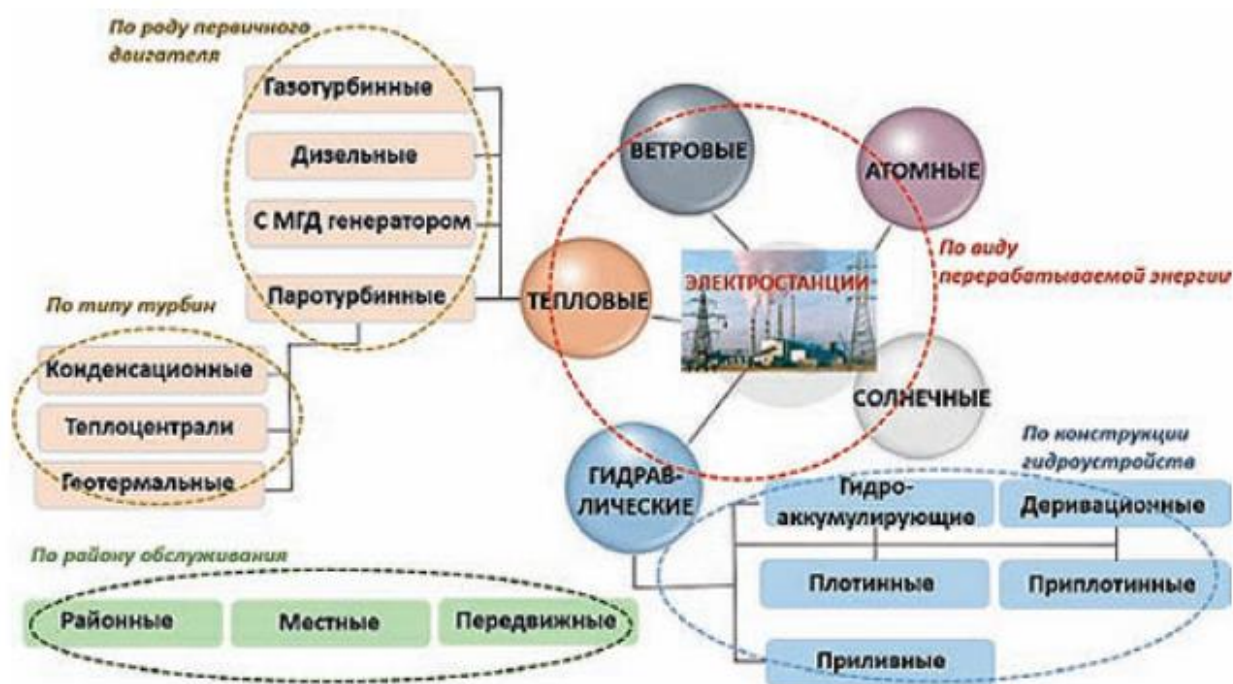 По роду первичного
двигателя
Газотурбинные
Дизельные
С МГД генератором
Паротурбинные
По типу турбин
Конденсационные
Теплоцентрали
Геотермальные
ВЕТРОВЫЕ
АТОМНЫЕ
ТЕПЛОВЫЕ
ЭЛЕКТРОСТАНЦИИ
По виду
перерабатываемой энергии
СОЛНЕЧНЫЕ
ГИДРАВ-
ЛИЧЕСКИЕ
По конструкции
гидроустройств
Гидро-
аккумулирующие
Деривационные
Плотинные
Приплотинные
Приливные
По району обслуживания
Районные
Местные
Передвижные